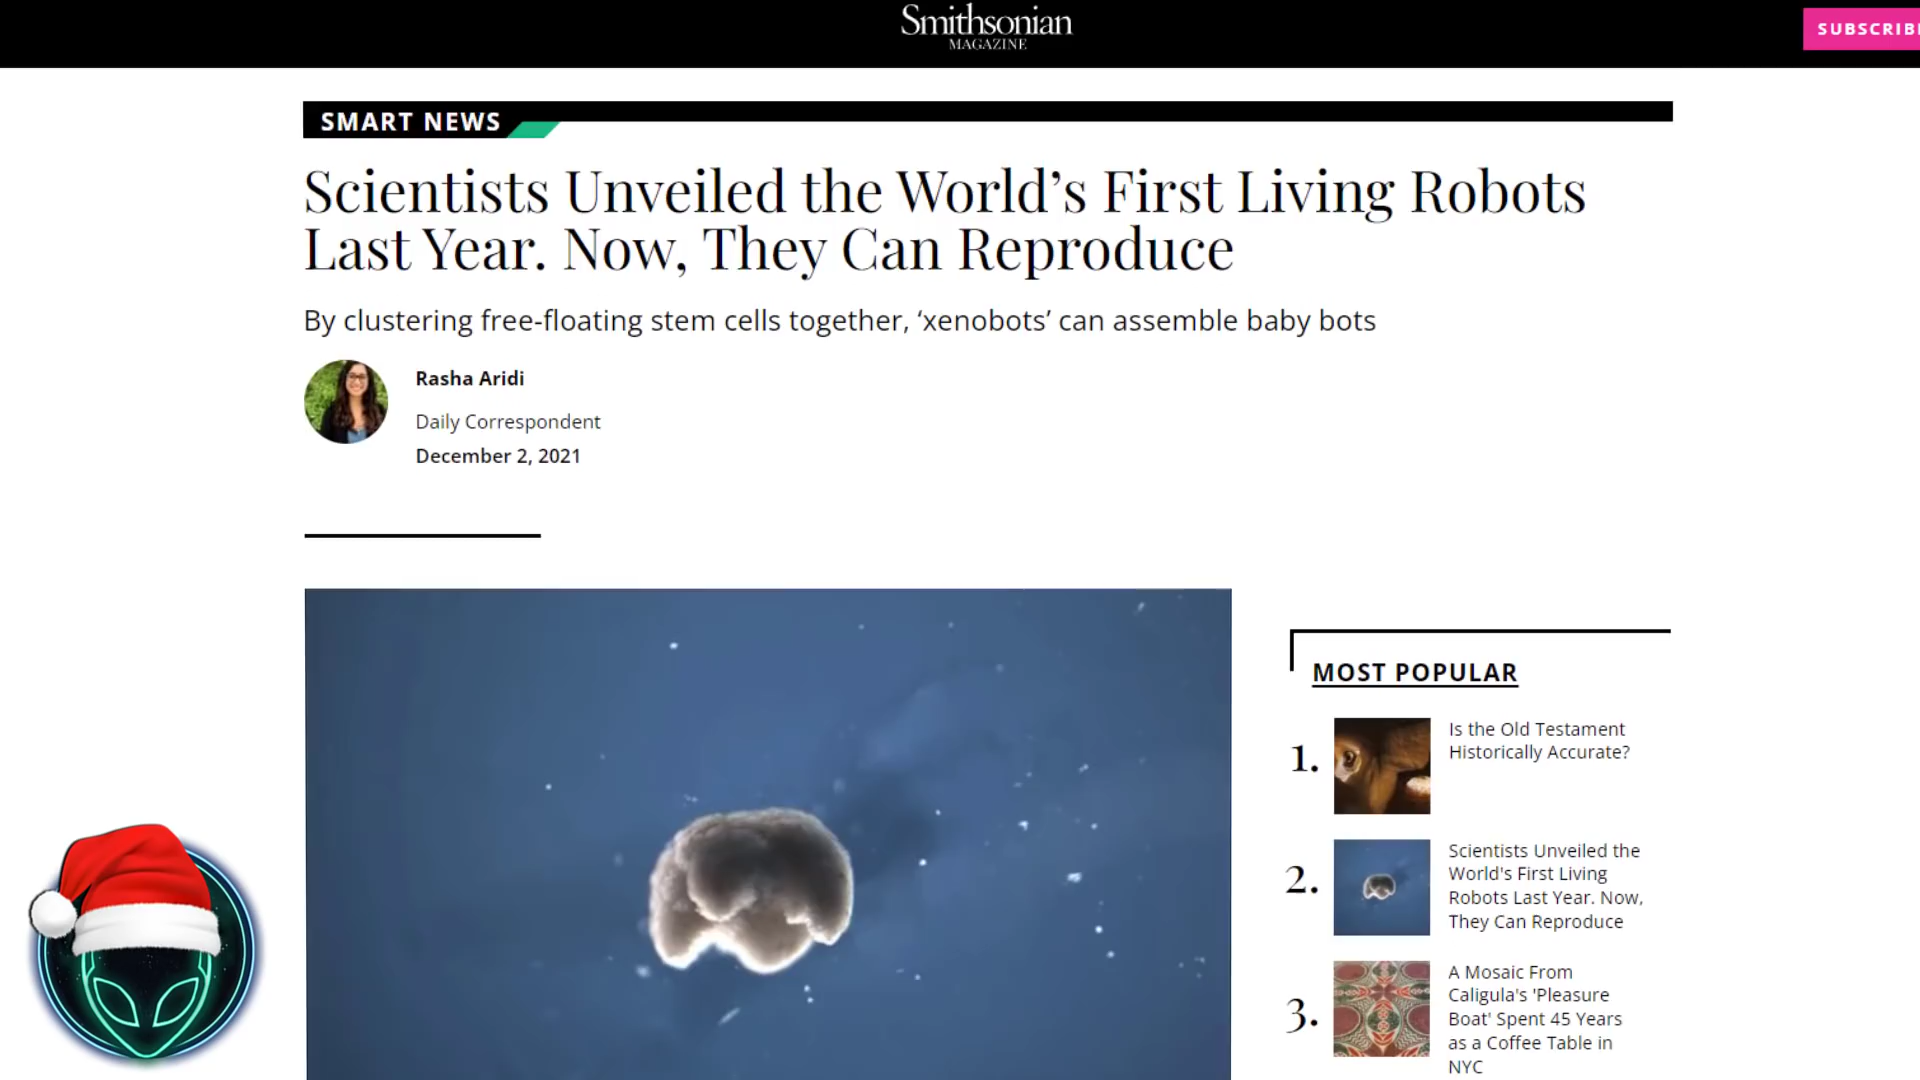 Smithsonian
MAGAZINE
SMART NEWS
Scientists Unveiled the World’s First Living Robots
Last Year. Now, They Can Reproduce
By clustering free-floating stem cells together, ‘xenobots’ can assemble baby bots
Rasha Aridi
Daily Correspondent
December 2, 2021
MOST POPULAR
1.
Is the Old Testament
Historically Accurate?
2.
Scientists Unveiled the
World's First Living
Robots Last Year. Now,
They Can Reproduce
3.
A Mosaic From
Caligula's 'Pleasure
Boat' Spent 45 Years
as a Coffee Table in
NYC